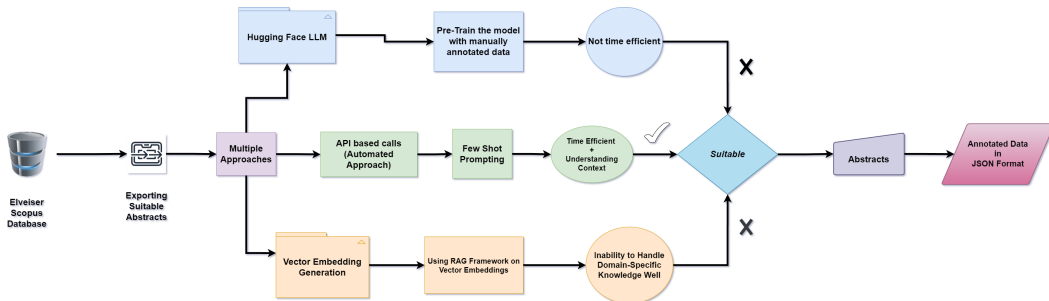 Hugging Face LLM
Pre-Train the model
with manually
annotated data
Not time efficient
X
Elveiser
Scopus
Database
Exporting
Suitable
Abstracts
Multiple
Approaches
API based calls
(Automated
Approach)
Few Shot
Prompting
Time Efficient
+
Understanding
Context
Suitable
Abstracts
Annotated Data
in
JSON Format
Vector Embedding
Generation
Using RAG Framework on
Vector Embeddings
Inability to Handle
Domain-Specific
Knowledge Well
X